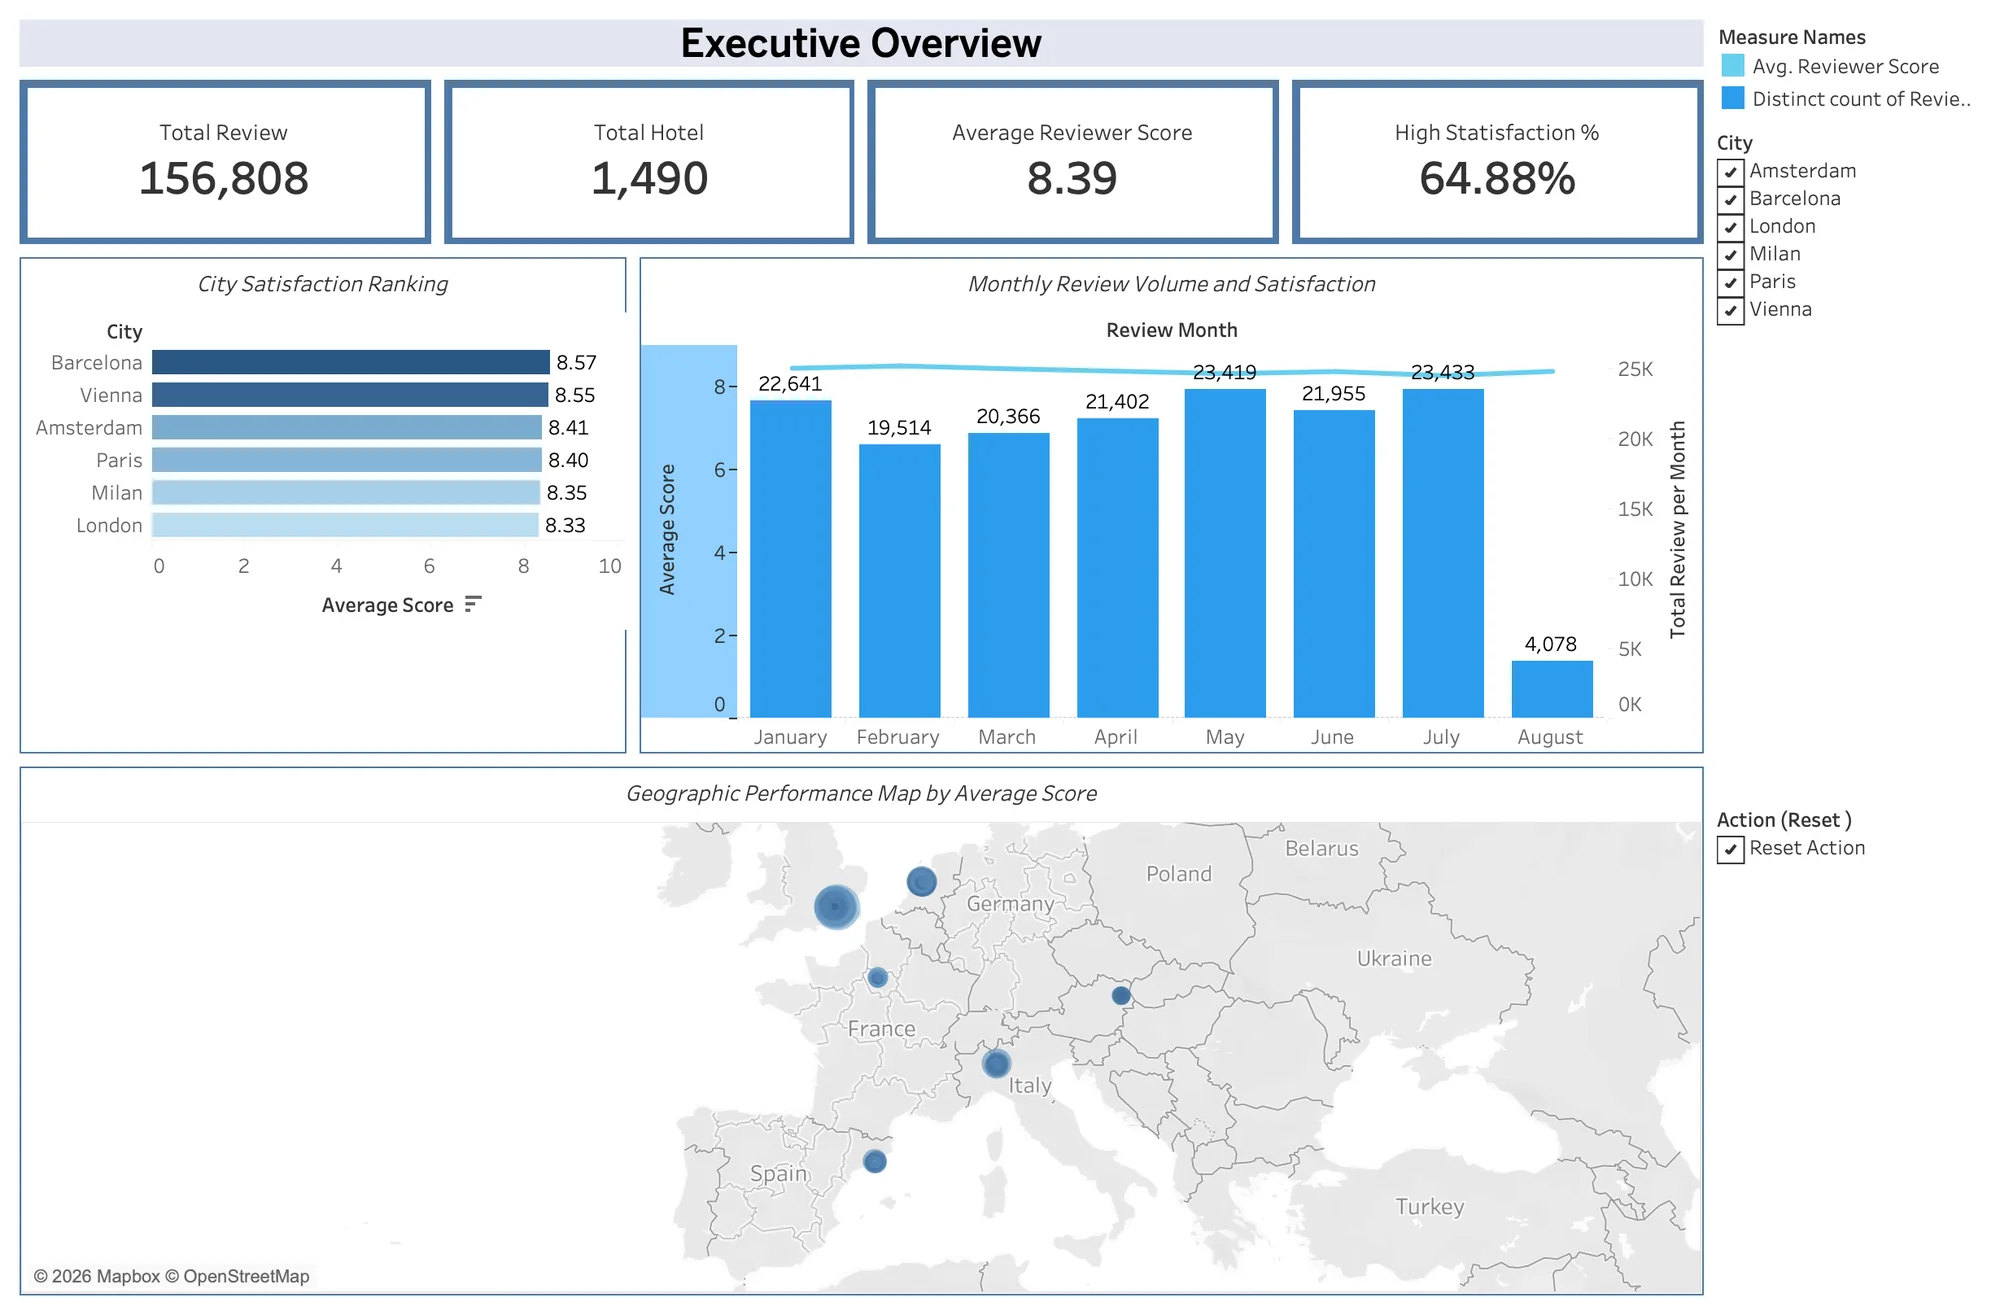 Executive Overview
Total Review
156,808
Total Hotel
1,490
Average Reviewer Score
8.39
High Statisfaction %
64.88%
Measure Names
Avg. Reviewer Score
Distinct count of Revie..
City
Amsterdam
Barcelona
London
Milan
Paris
Vienna
City Satisfaction Ranking
City
Barcelona 8.57
Vienna 8.55
Amsterdam 8.41
Paris 8.40
Milan 8.35
London 8.33
0 2 4 6 8 10
Average Score
Monthly Review Volume and Satisfaction
Review Month
Average Score
8
6
4
2
0
22,641
19,514
20,366
21,402
23,419
21,955
23,433
4,078
25K
20K
15K
10K
5K
0K
Total Review per Month
January February March April May June July August
Geographic Performance Map by Average Score
Belarus
Poland
Germany
Ukraine
France
Italy
Spain
Turkey
© 2026 Mapbox © OpenStreetMap
Action (Reset )
Reset Action